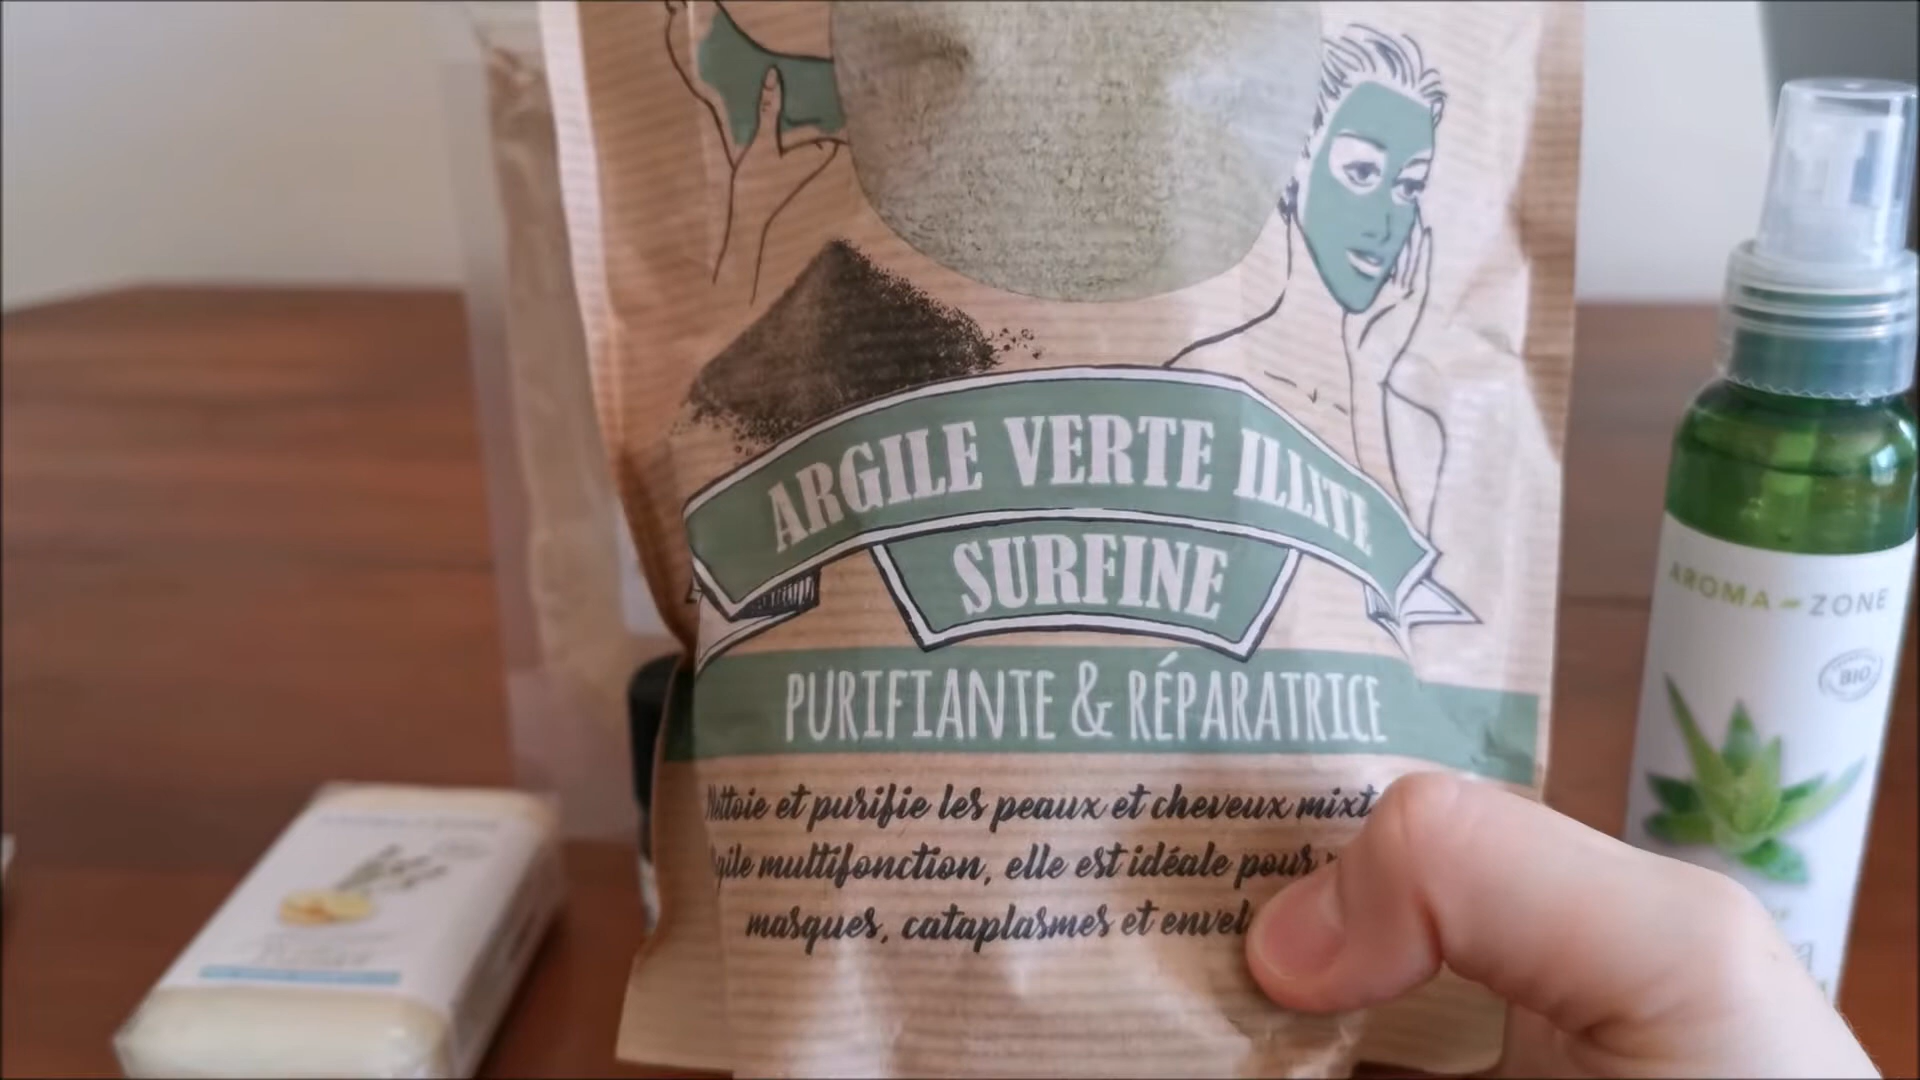 ARGILE VERTE ILLITE
SURFINE
PURIFIANTE & RÉPARATRICE
Nettoie et purifie les peaux et cheveux
multifonction, elle est idéale pour
masques, cataplasmes et
AROMA-ZONE
BIO